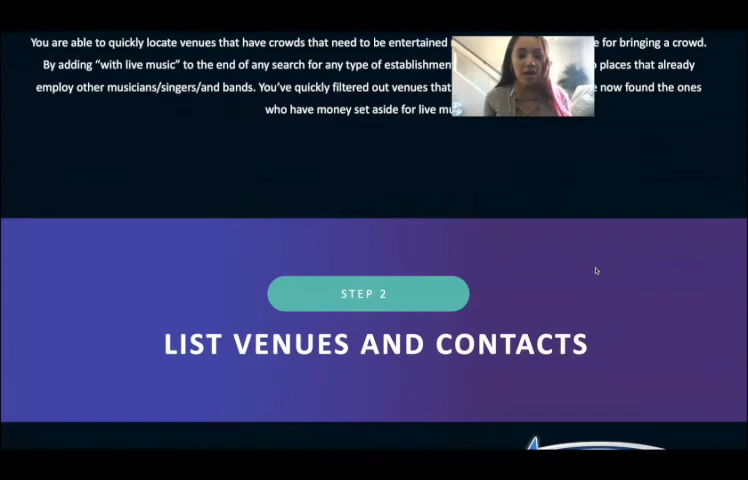 You are able to quickly locate venues that have crowds that need to be entertained e for bringing a crowd.
By adding “with live music” to the end of any search for any type of establishmen places that already
employ other musicians/singers/and bands. You’ve quickly filtered out venues that now found the ones
who have money set aside for live mu
STEP 2
LIST VENUES AND CONTACTS